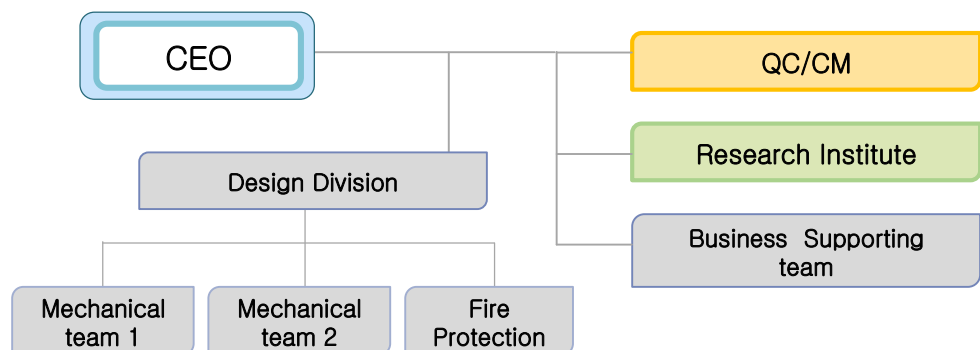 CEO
QC/CM
Research Institute
Design Division
Business Supporting
team
Mechanical
team 1
Mechanical
team 2
Fire
Protection